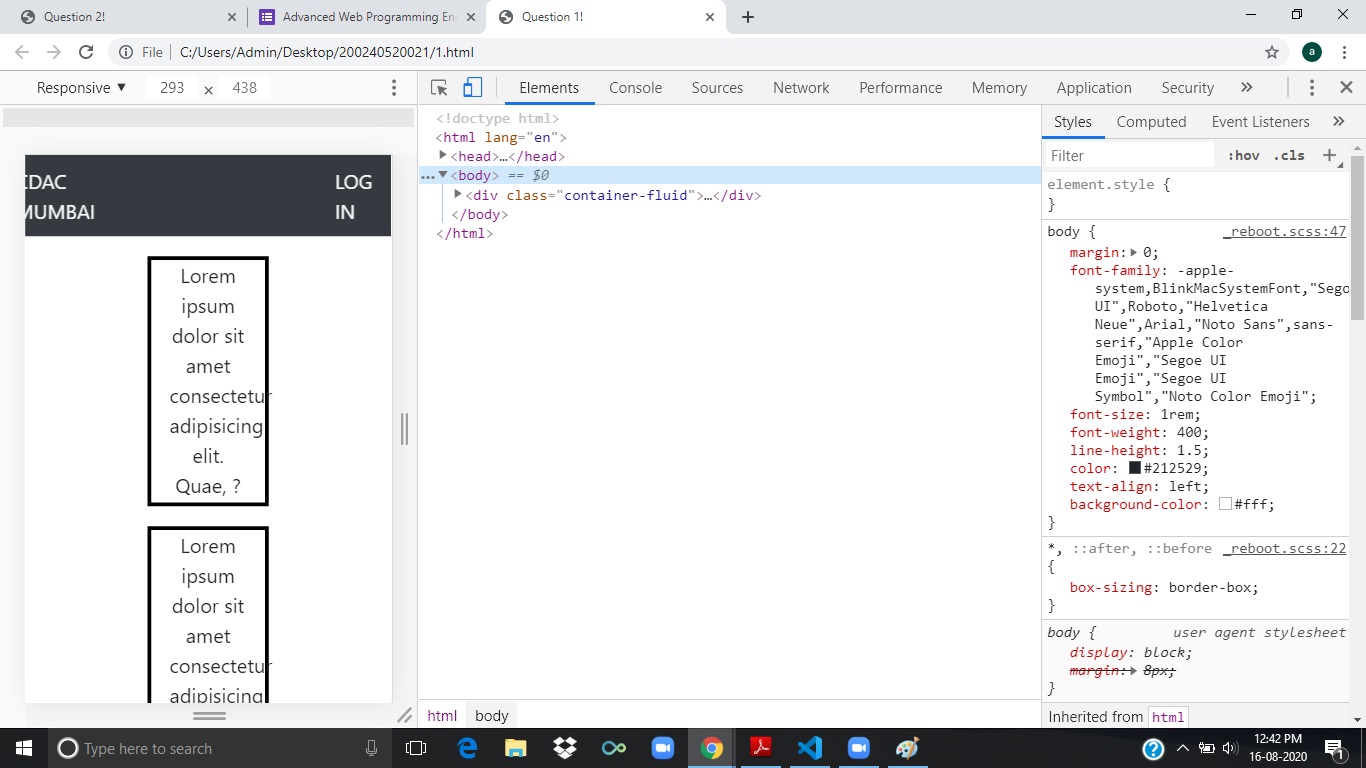 Question 2!
Advanced Web Programming En
Question 1!
File
C:/Users/Admin/Desktop/200240520021/1.html
a
Responsive
293 × 438
Elements Console Sources Network Performance Memory Application Security »
CDAC
MUMBAI
LOG
IN
Lorem
ipsum
dolor sit
amet
consectetur
adipisicing
elit.
Quae, ?
Lorem
ipsum
dolor sit
amet
consectetur
adipisicing
<!doctype html>
<html lang="en">
<head>…</head>
<body> == $0
<div class="container-fluid">…</div>
</body>
</html>
html body
Styles Computed Event Listeners »
Filter :hov .cls +
element.style {
}
body { _reboot.scss:47
margin: 0;
font-family: -apple-
system,BlinkMacSystemFont,"Sego
UI",Roboto,"Helvetica
Neue",Arial,"Noto Sans",sans-
serif,"Apple Color
Emoji","Segoe UI
Emoji","Segoe UI
Symbol","Noto Color Emoji";
font-size: 1rem;
font-weight: 400;
line-height: 1.5;
color: #212529;
text-align: left;
background-color: #fff;
}
*, ::after, ::before _reboot.scss:22
{
box-sizing: border-box;
}
body { user agent stylesheet
display: block;
margin: 8px;
}
Inherited from html
Type here to search
12:42 PM
16-08-2020
1